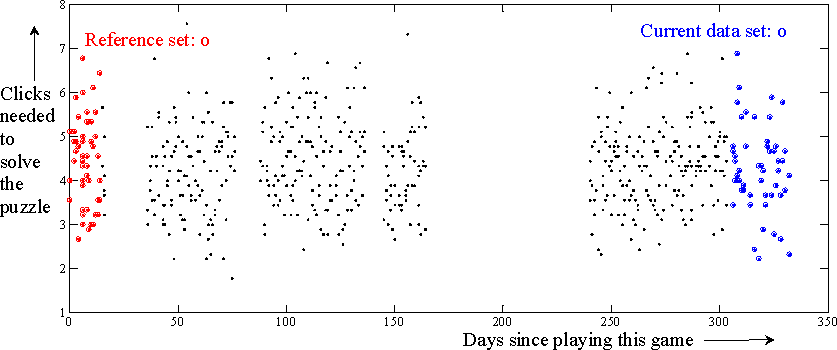 8
7
6
5
4
3
2
1
Reference set: o
Current data set: o
Clicks
needed
to
solve
the
puzzle
0
50
100
150
200
250
300
350
Days since playing this game